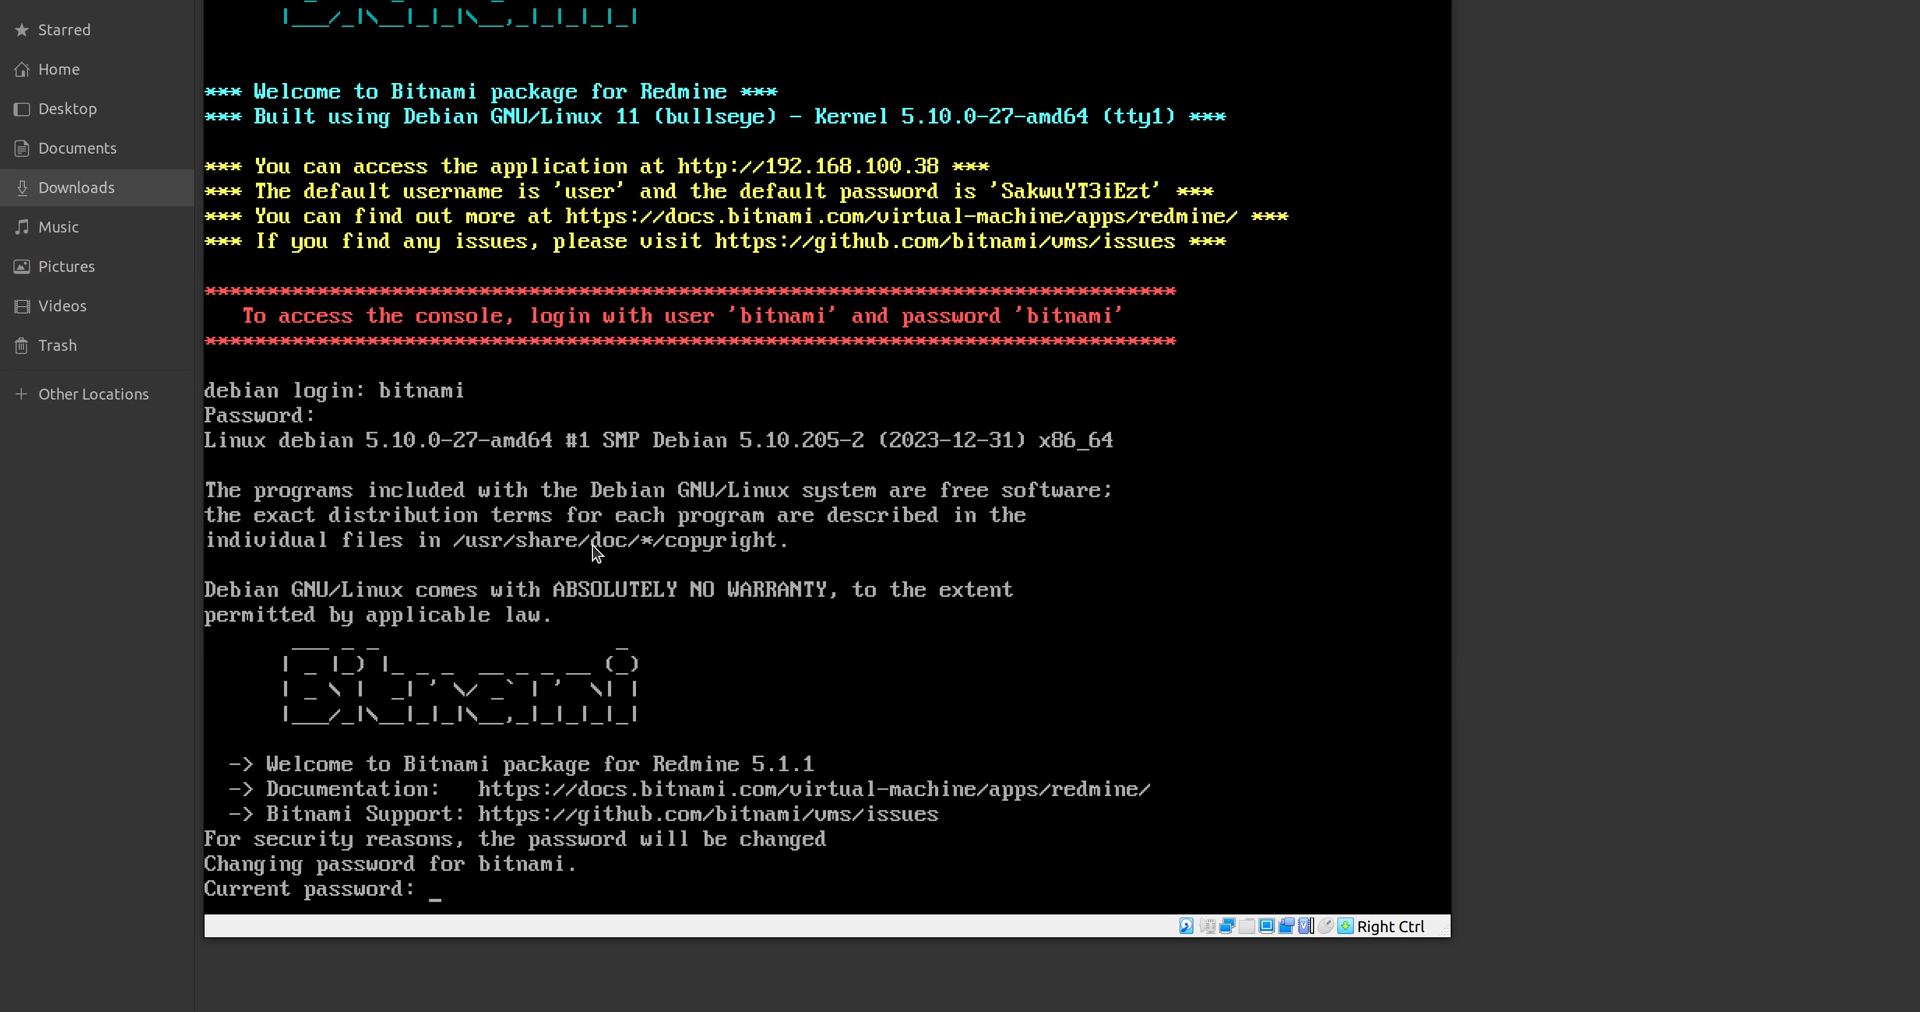 Starred
Home
Desktop
Documents
Downloads
Music
Pictures
Videos
Trash
Other Locations
*** Welcome to Bitnami package for Redmine ***
*** Built using Debian GNU/Linux 11 (bullseye) - Kernel 5.10.0-27-amd64 (tty1) ***
*** You can access the application at http://192.168.100.38 ***
*** The default username is 'user' and the default password is 'SakwuYT3iEzt' ***
*** You can find out more at https://docs.bitnami.com/virtual-machine/apps/redmine/ ***
*** If you find any issues, please visit https://github.com/bitnami/vms/issues ***
******************************************************************************
To access the console, login with user 'bitnami' and password 'bitnami'
******************************************************************************
debian login: bitnami
Password:
Linux debian 5.10.0-27-amd64 #1 SMP Debian 5.10.205-2 (2023-12-31) x86_64
The programs included with the Debian GNU/Linux system are free software;
the exact distribution terms for each program are described in the
individual files in /usr/share/doc/*/copyright.
Debian GNU/Linux comes with ABSOLUTELY NO WARRANTY, to the extent
permitted by applicable law.
Bitnami
-> Welcome to Bitnami package for Redmine 5.1.1
-> Documentation:   https://docs.bitnami.com/virtual-machine/apps/redmine/
-> Bitnami Support: https://github.com/bitnami/vms/issues
For security reasons, the password will be changed
Changing password for bitnami.
Current password: _
Right Ctrl